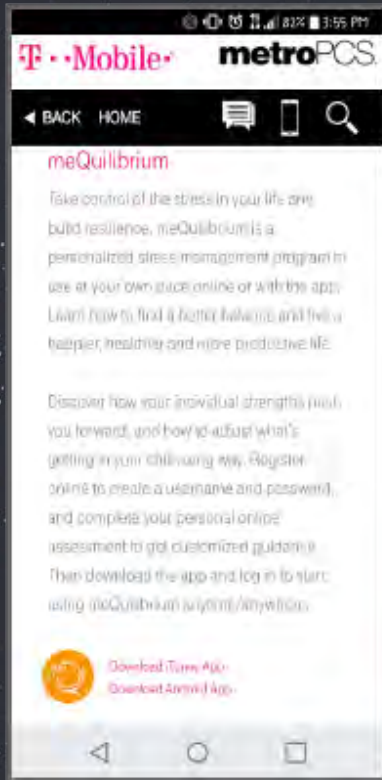 82% 3:55 PM
T··Mobile· metroPCS.
BACK HOME
meQuilibrium
Take control of the stress in your life and
build resilience. meQuilibrium is a
personalized stress management program to
use at your own pace online or with the app.
Learn how to find a better balance and live a
happier, healthier and more productive life.
Discover how your individual strengths push
you forward, and how to adjust what's
getting in your way. Register
online to create a username and password,
and complete your personal online
assessment to get customized guidance.
Then download the app and log in to start
using meQuilibrium anytime/anywhere.
Download iTunes App
Download Android App